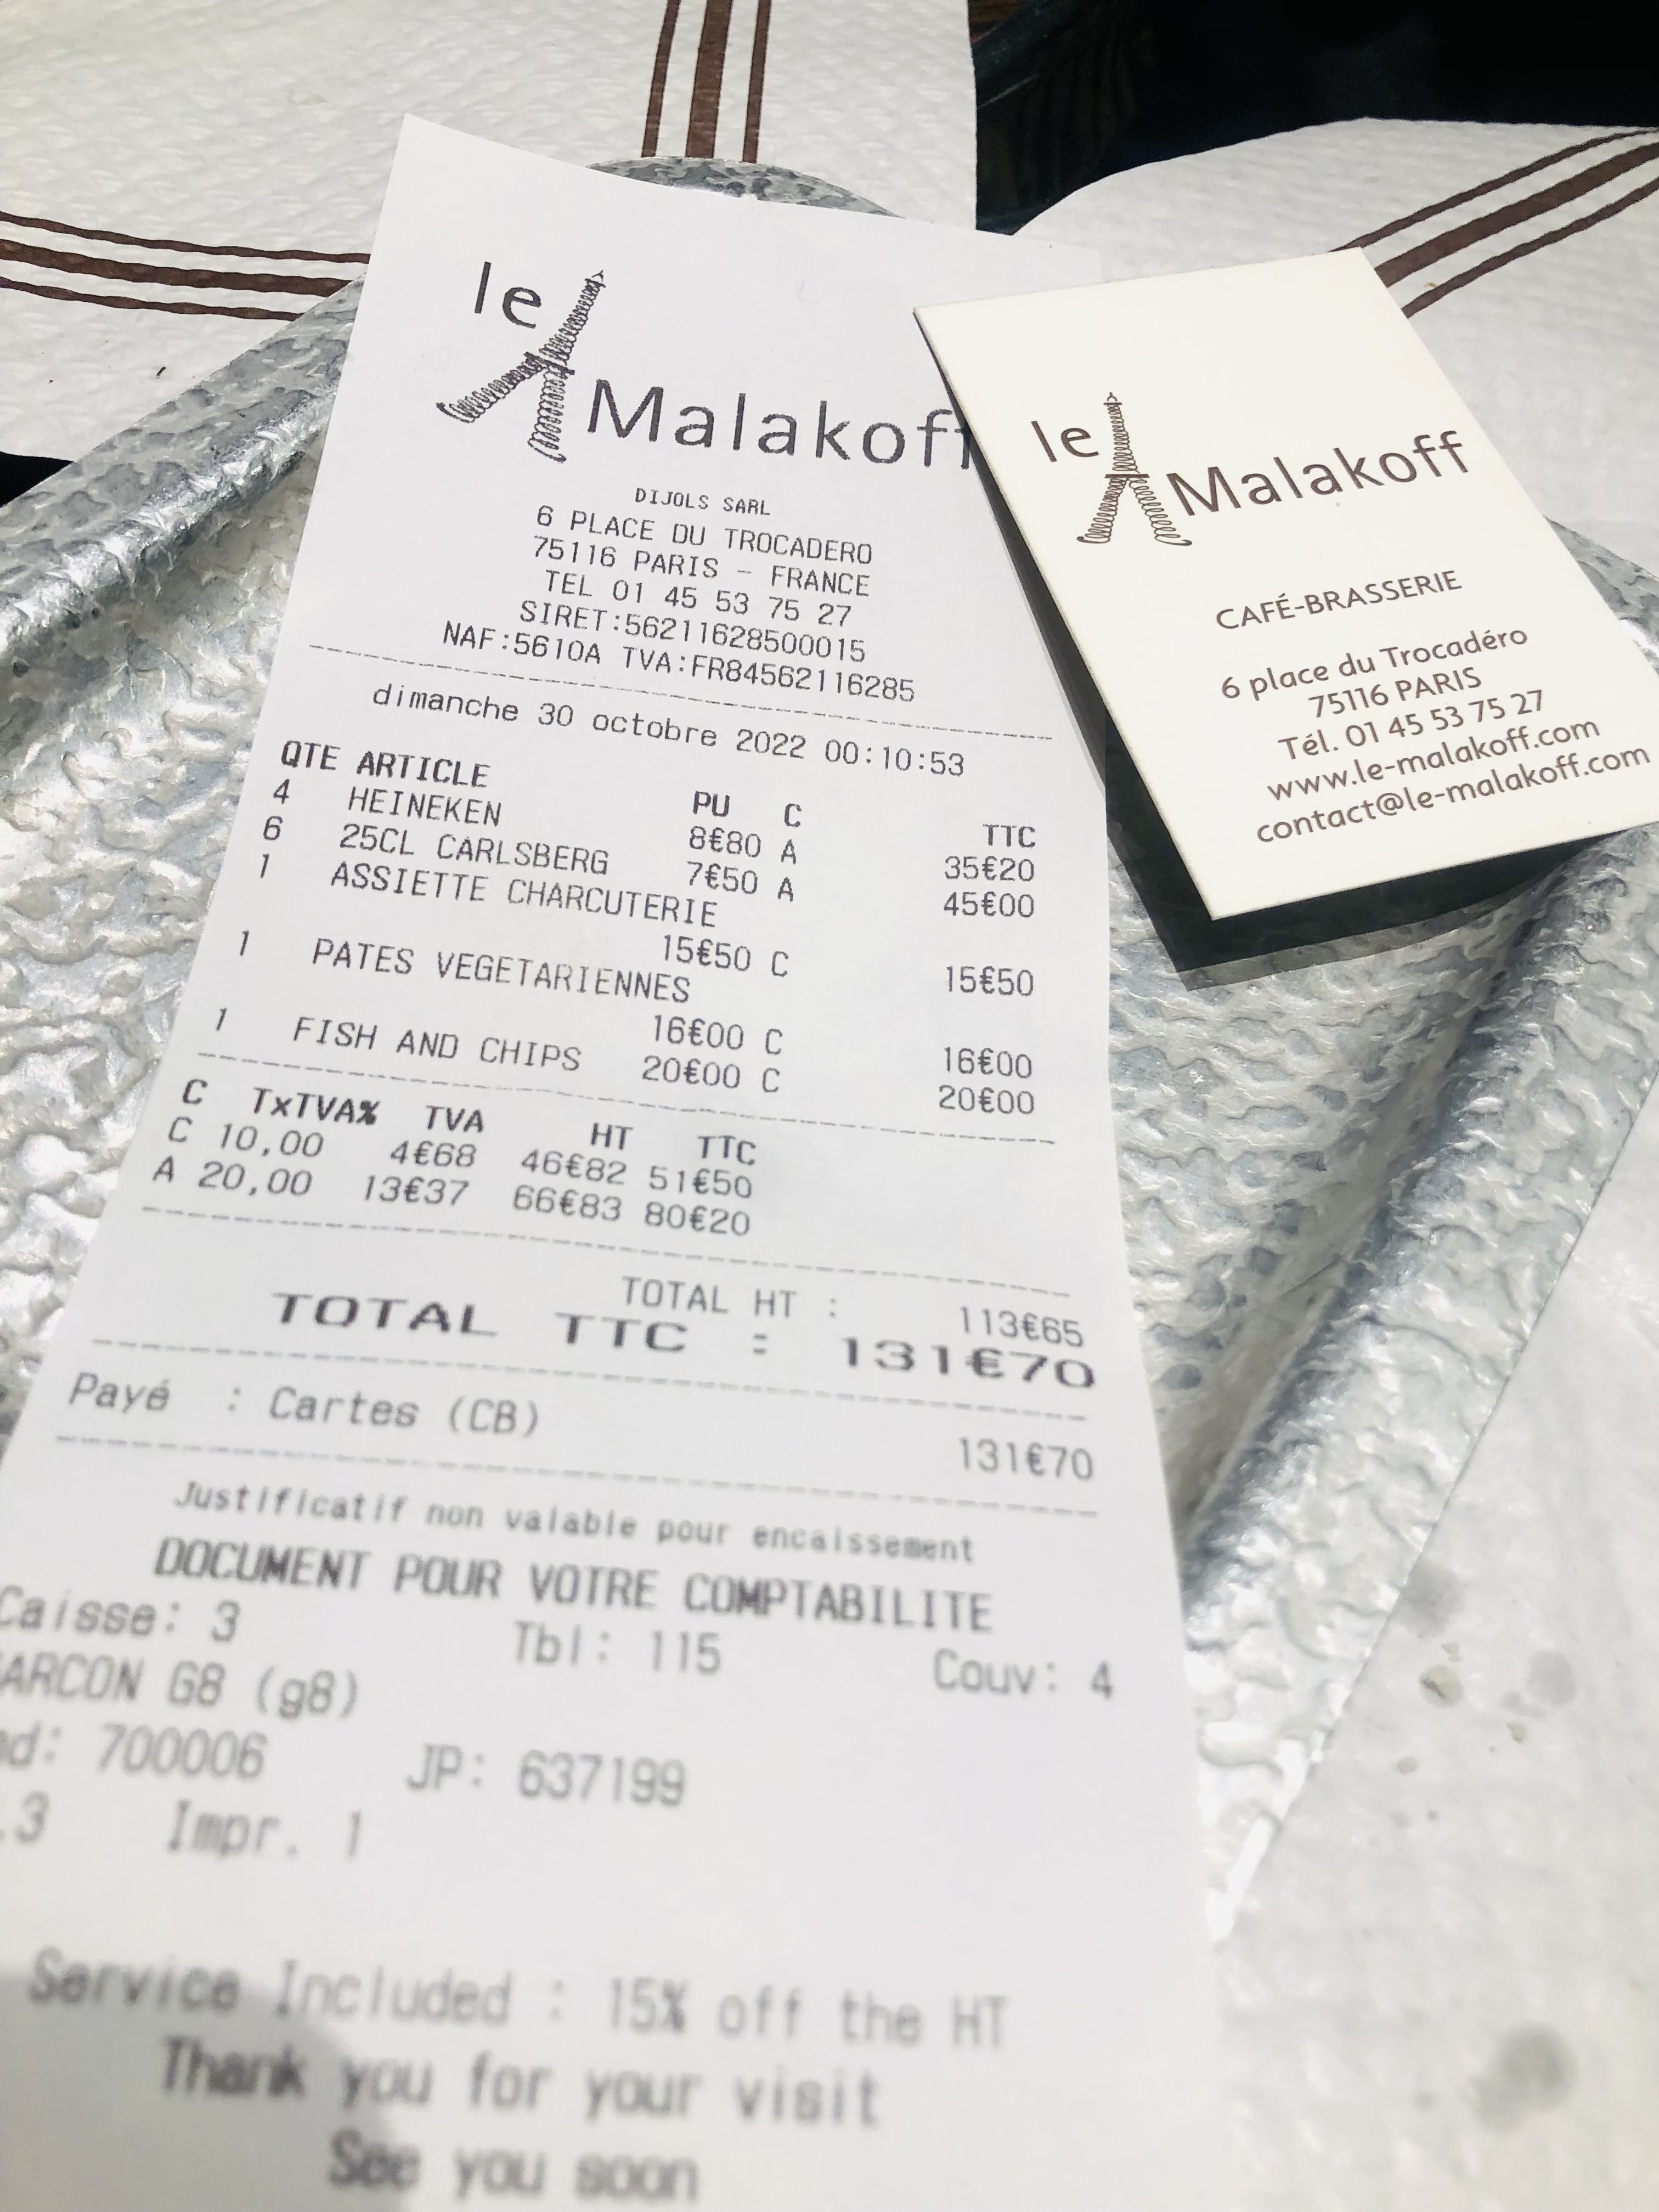 le Malakoff
DIJOLS SARL
6 PLACE DU TROCADERO
75116 PARIS - FRANCE
TEL 01 45 53 75 27
SIRET:56211628500015
NAF:5610A TVA:FR84562116285
dimanche 30 octobre 2022 00:10:53
QTE ARTICLE PU C TTC
4 HEINEKEN 8€80 A 35€20
6 25CL CARLSBERG 7€50 A 45€00
1 ASSIETTE CHARCUTERIE
15€50 C 15€50
1 PATES VEGETARIENNES
16€00 C 16€00
1 FISH AND CHIPS 20€00 C 20€00
C TxTVA% TVA HT TTC
C 10,00 4€68 46€82 51€50
A 20,00 13€37 66€83 80€20
TOTAL HT : 113€65
TOTAL TTC : 131€70
Payé : Cartes (CB) 131€70
Justificatif non valable pour encaissement
DOCUMENT POUR VOTRE COMPTABILITE
Caisse: 3 Tbl: 115 Couv: 4
ARCON G8 (g8)
d: 700006 JP: 637199
.3 Impr. 1
Service Included : 15% off the HT
Thank you for your visit
See you soon
le Malakoff
CAFÉ-BRASSERIE
6 place du Trocadéro
75116 PARIS
Tél. 01 45 53 75 27
www.le-malakoff.com
contact@le-malakoff.com